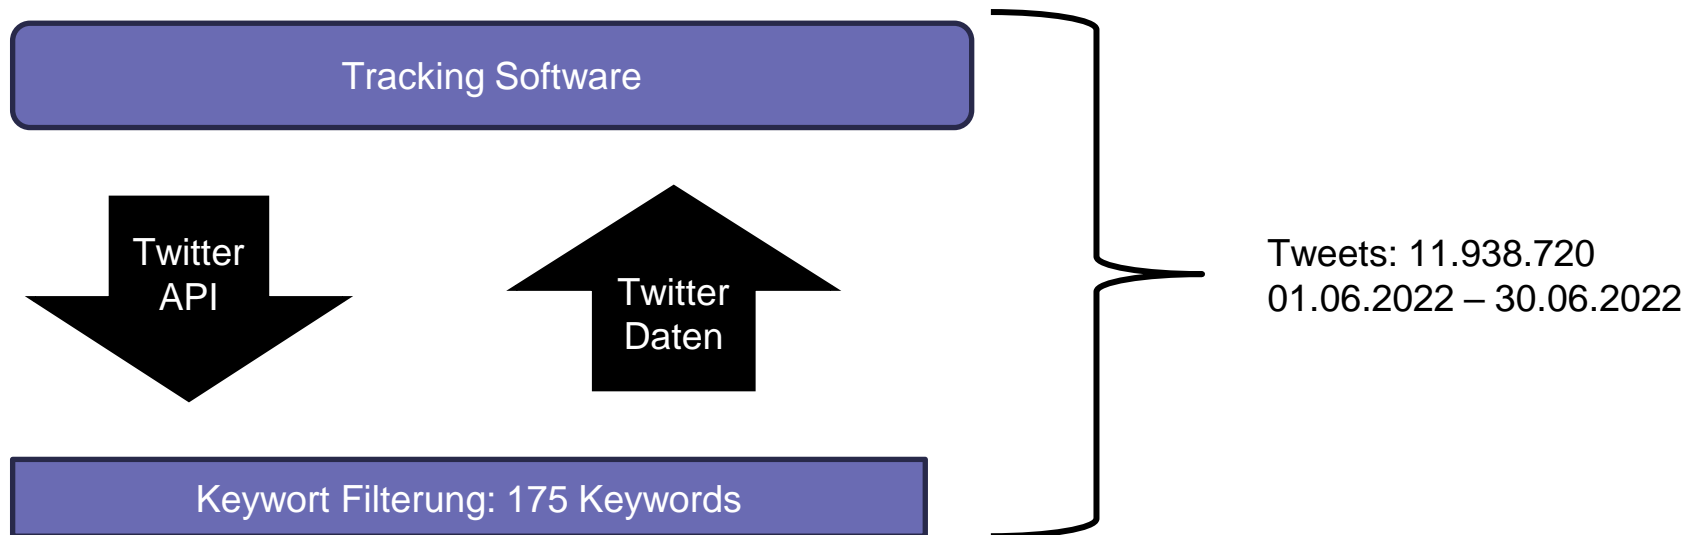 Tracking Software
Twitter
API
Twitter
Daten
Tweets: 11.938.720
01.06.2022 – 30.06.2022
Keywort Filterung: 175 Keywords